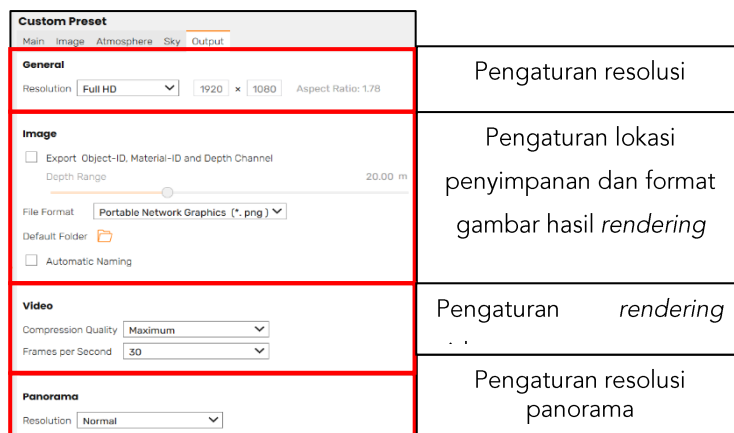 Custom Preset
Main Image Atmosphere Sky Output
General
Resolution Full HD 1920 × 1080 Aspect Ratio: 1.78
Pengaturan resolusi
Image
Export Object-ID, Material-ID and Depth Channel
Depth Range 20.00 m
File Format Portable Network Graphics (*. png )
Default Folder
Automatic Naming
Pengaturan lokasi
penyimpanan dan format
gambar hasil rendering
Video
Compression Quality Maximum
Frames per Second 30
Pengaturan rendering
Panorama
Resolution Normal
Pengaturan resolusi
panorama